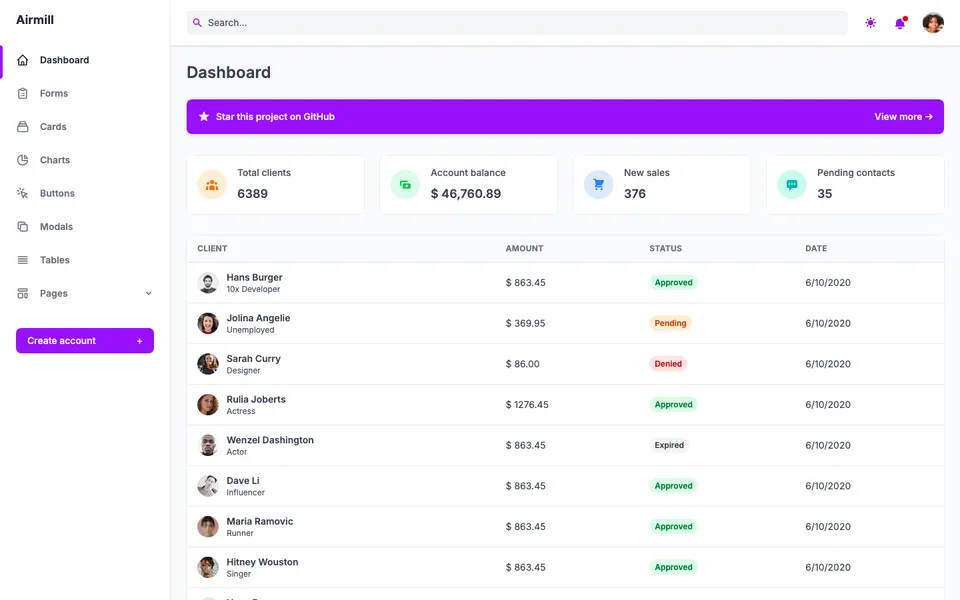 Airmill
Search...
Dashboard
Forms
Cards
Charts
Buttons
Modals
Tables
Pages
Create account +
Dashboard
Star this project on GitHub View more →
Total clients
6389
Account balance
$ 46,760.89
New sales
376
Pending contacts
35
CLIENT AMOUNT STATUS DATE
Hans Burger
10x Developer
$ 863.45 Approved 6/10/2020
Jolina Angelie
Unemployed
$ 369.95 Pending 6/10/2020
Sarah Curry
Designer
$ 86.00 Denied 6/10/2020
Rulia Joberts
Actress
$ 1276.45 Approved 6/10/2020
Wenzel Dashington
Actor
$ 863.45 Expired 6/10/2020
Dave Li
Influencer
$ 863.45 Approved 6/10/2020
Maria Ramovic
Runner
$ 863.45 Approved 6/10/2020
Hitney Wouston
Singer
$ 863.45 Approved 6/10/2020